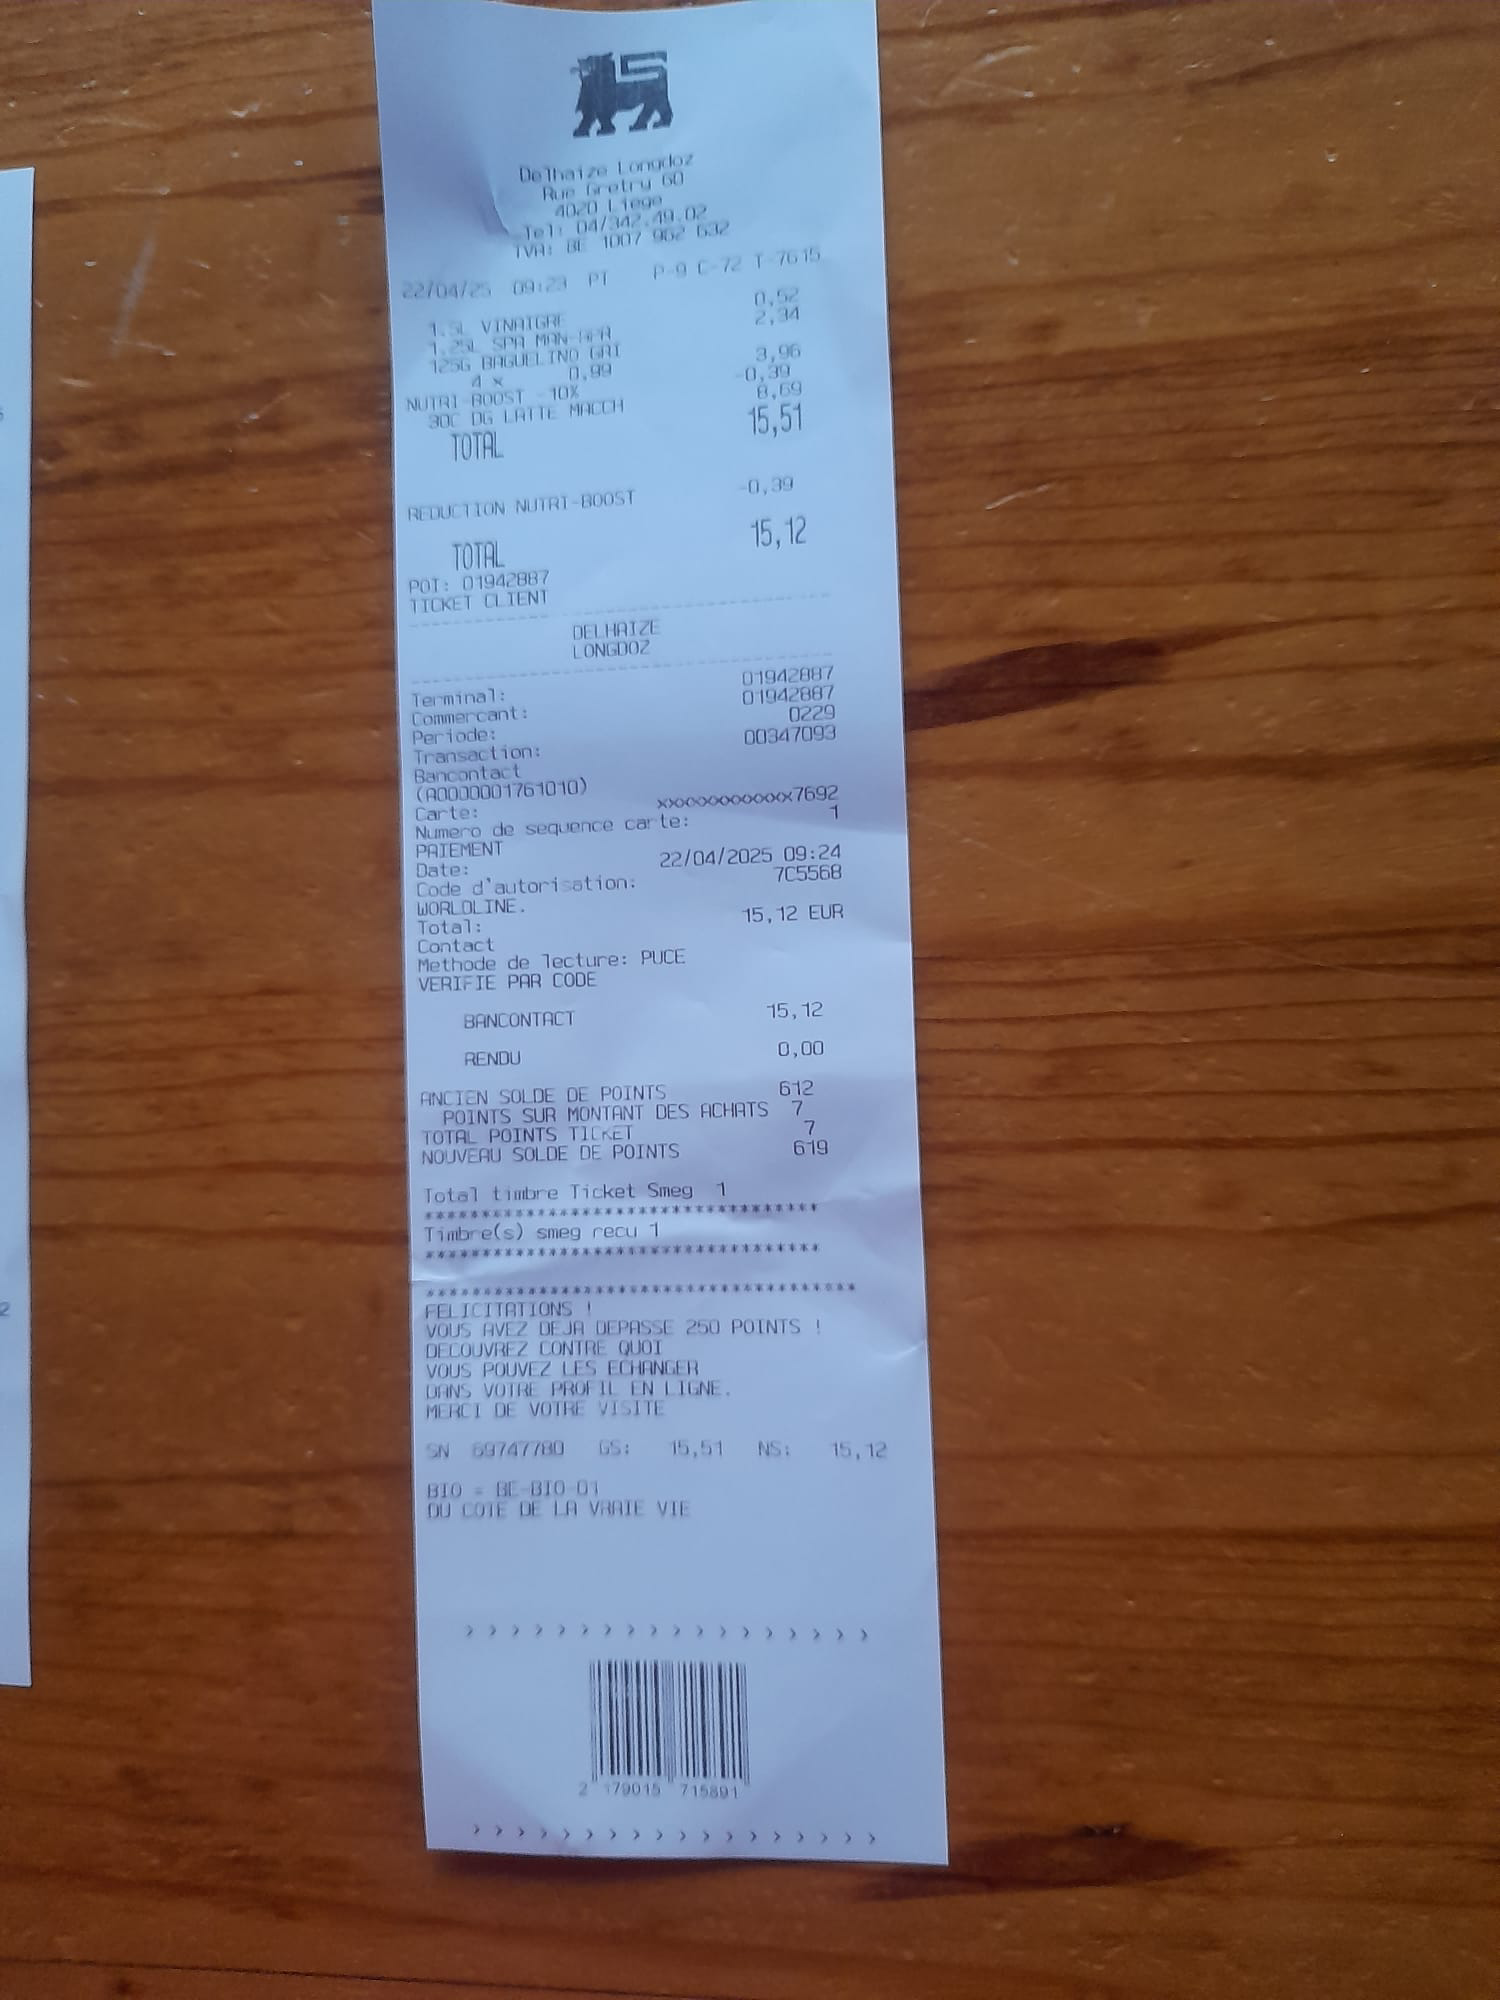 Delhaize Longdoz
Rue Gretry 60
4020 Liege
Tel: 04/342.49.02
TVA: BE 1007 962 632
22/04/25 09:23 PT P-9 C-72 T-7615
1.5L VINAIGRE 0,52
1.25L SPA MAN- 2,34
125G BAGUELINO GRI
4 x 0,99 3,96
NUTRI-BOOST -10% -0,39
30C DG LATTE MACCH 8,69
TOTAL 15,51
REDUCTION NUTRI-BOOST -0,39
TOTAL 15,12
POI: 01942887
TICKET CLIENT
DELHAIZE
LONGDOZ
Terminal: 01942887
Commercant: 01942887
Periode: 0229
Transaction: 00347093
Bancontact
(A0000001761010)
Carte: xxxxxxxxxxxxx7692
Numero de sequence carte: 1
PAIEMENT
Date: 22/04/2025 09:24
Code d'autorisation: 7C5568
WORLDLINE.
Total: 15,12 EUR
Contact
Methode de lecture: PUCE
VERIFIE PAR CODE
BANCONTACT 15,12
RENDU 0,00
ANCIEN SOLDE DE POINTS 612
POINTS SUR MONTANT DES ACHATS 7
TOTAL POINTS TICKET 7
NOUVEAU SOLDE DE POINTS 619
Total timbre Ticket Smeg 1
***********************************
Timbre(s) smeg recu 1
***********************************
**************************************
FELICITATIONS !
VOUS AVEZ DEJA DEPASSE 250 POINTS !
DECOUVREZ CONTRE QUOI
VOUS POUVEZ LES ECHANGER
DANS VOTRE PROFIL EN LIGNE.
MERCI DE VOTRE VISITE
SN 69747780 GS: 15,51 NS: 15,12
BIO = BE-BIO-01
DU COTE DE LA VRAIE VIE
> > > > > > > > > > > > > > > > > >
2 179015 715891
> > > > > > > > > > > > > > > > > >